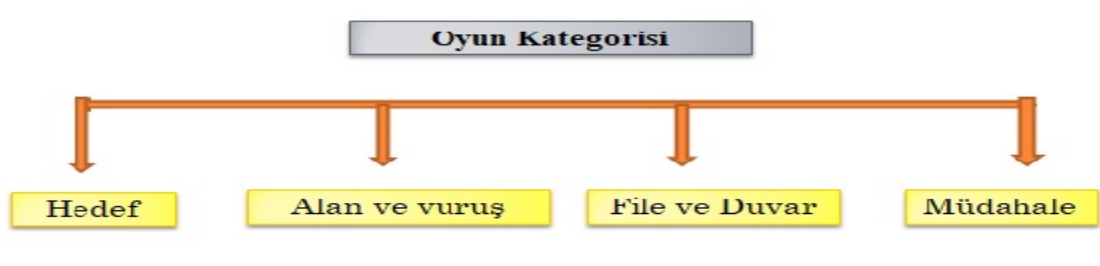 Oyun Kategorisi
Hedef
Alan ve vuruş
File ve Duvar
Müdahale